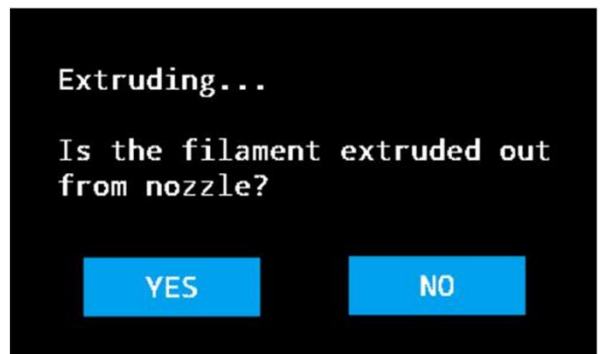 Extruding...
Is the filament extruded out
from nozzle?
YES
NO